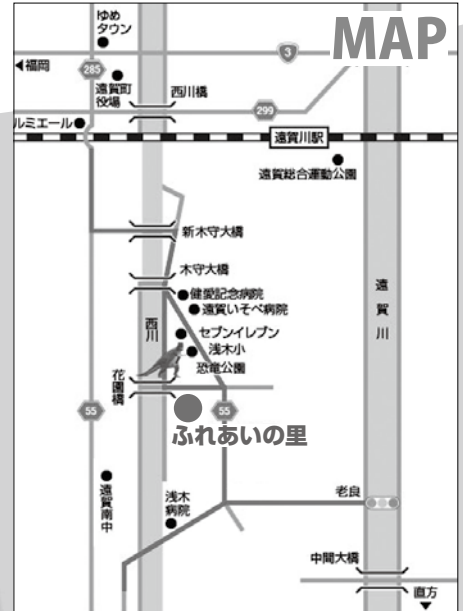 ゆめ
タウン
MAP
3
◀福岡
285
遠賀町
役場
西川橋
299
ルミエール
遠賀川駅
遠賀総合運動公園
新木守大橋
木守大橋
健愛記念病院
遠賀いそべ病院
遠賀川
西川
セブンイレブン
浅木小
恐竜公園
花園橋
55
55
ふれあいの里
遠賀南中
浅木
病院
老良
中間大橋
直方
▼